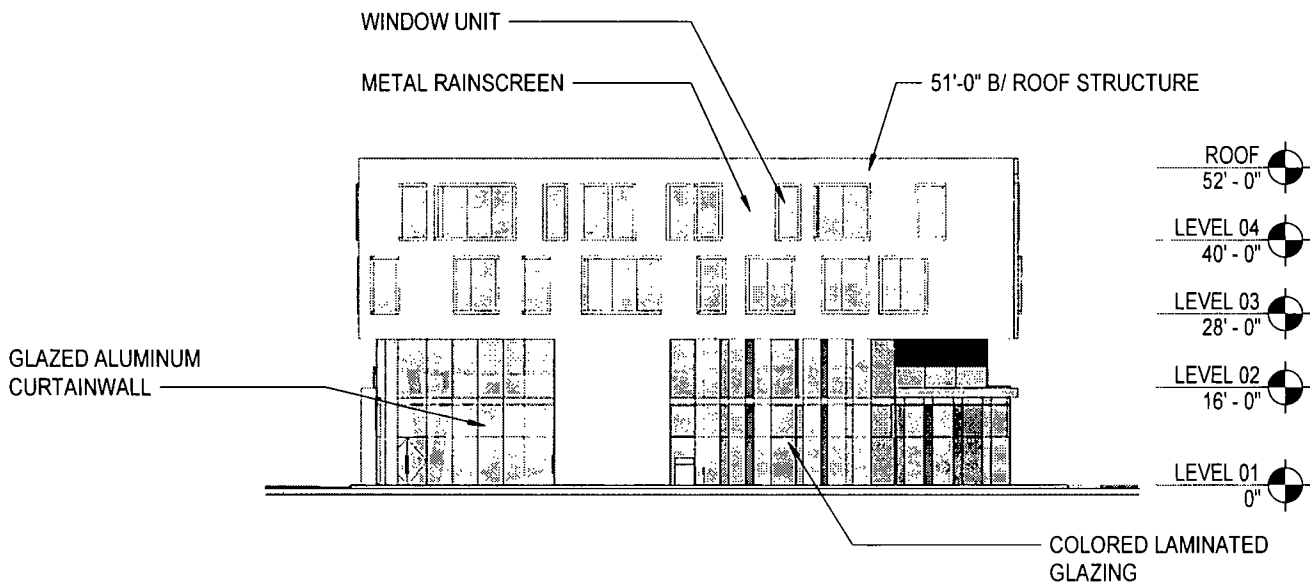 WINDOW UNIT
METAL RAINSCREEN
51'-0" B/ ROOF STRUCTURE
ROOF
52' - 0"
LEVEL 04
40' - 0"
LEVEL 03
28' - 0"
GLAZED ALUMINUM
CURTAINWALL
LEVEL 02
16' - 0"
LEVEL 01
0"
COLORED LAMINATED
GLAZING